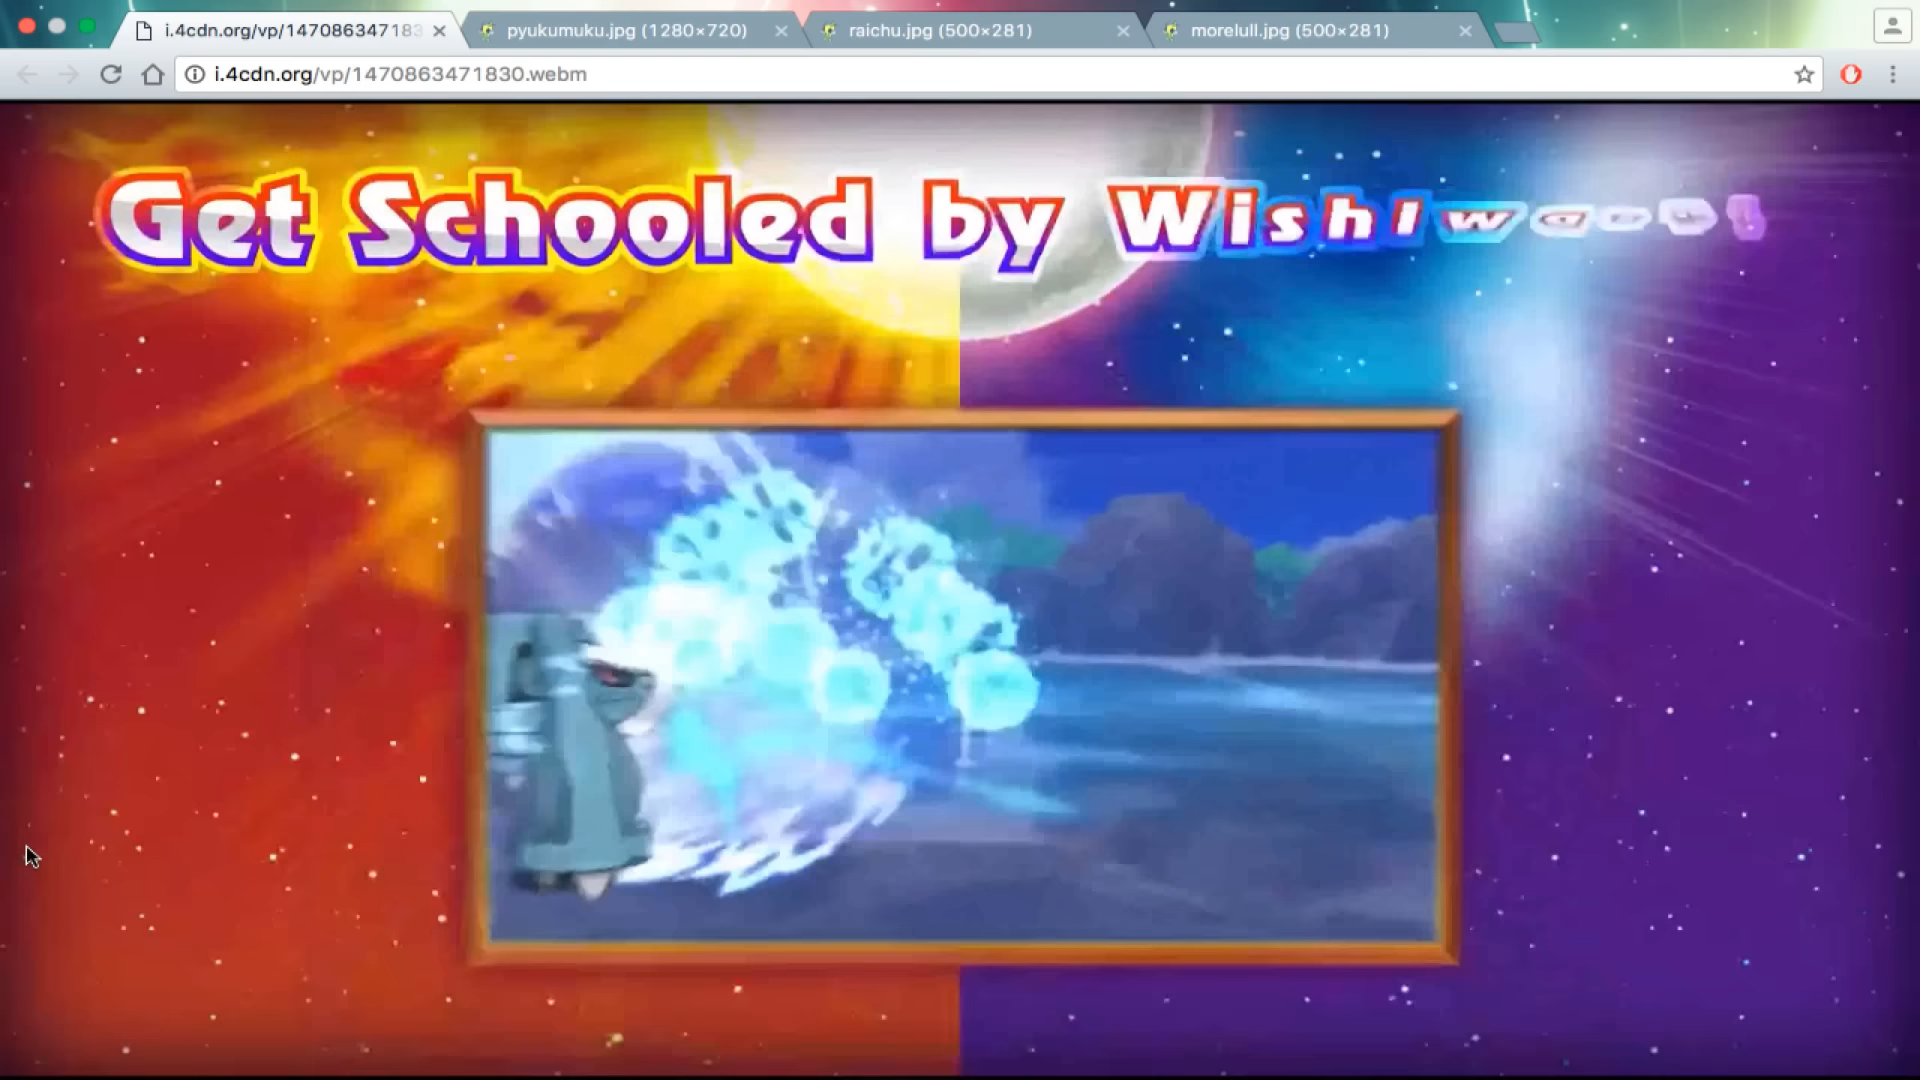 i.4cdn.org/vp/147086347183
pyukumuku.jpg (1280×720)
raichu.jpg (500×281)
morelull.jpg (500×281)
i.4cdn.org/vp/1470863471830.webm
Get Schooled by